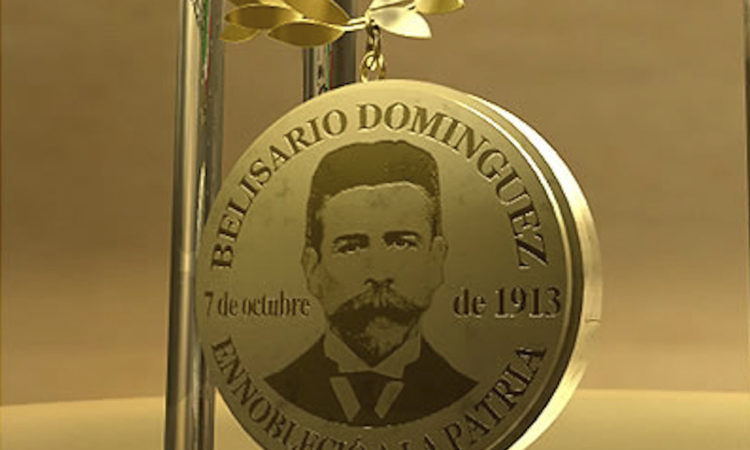 BELISARIO DOMINGUEZ
7 de octubre de 1913
ENNOBLECIÓ A LA PATRIA